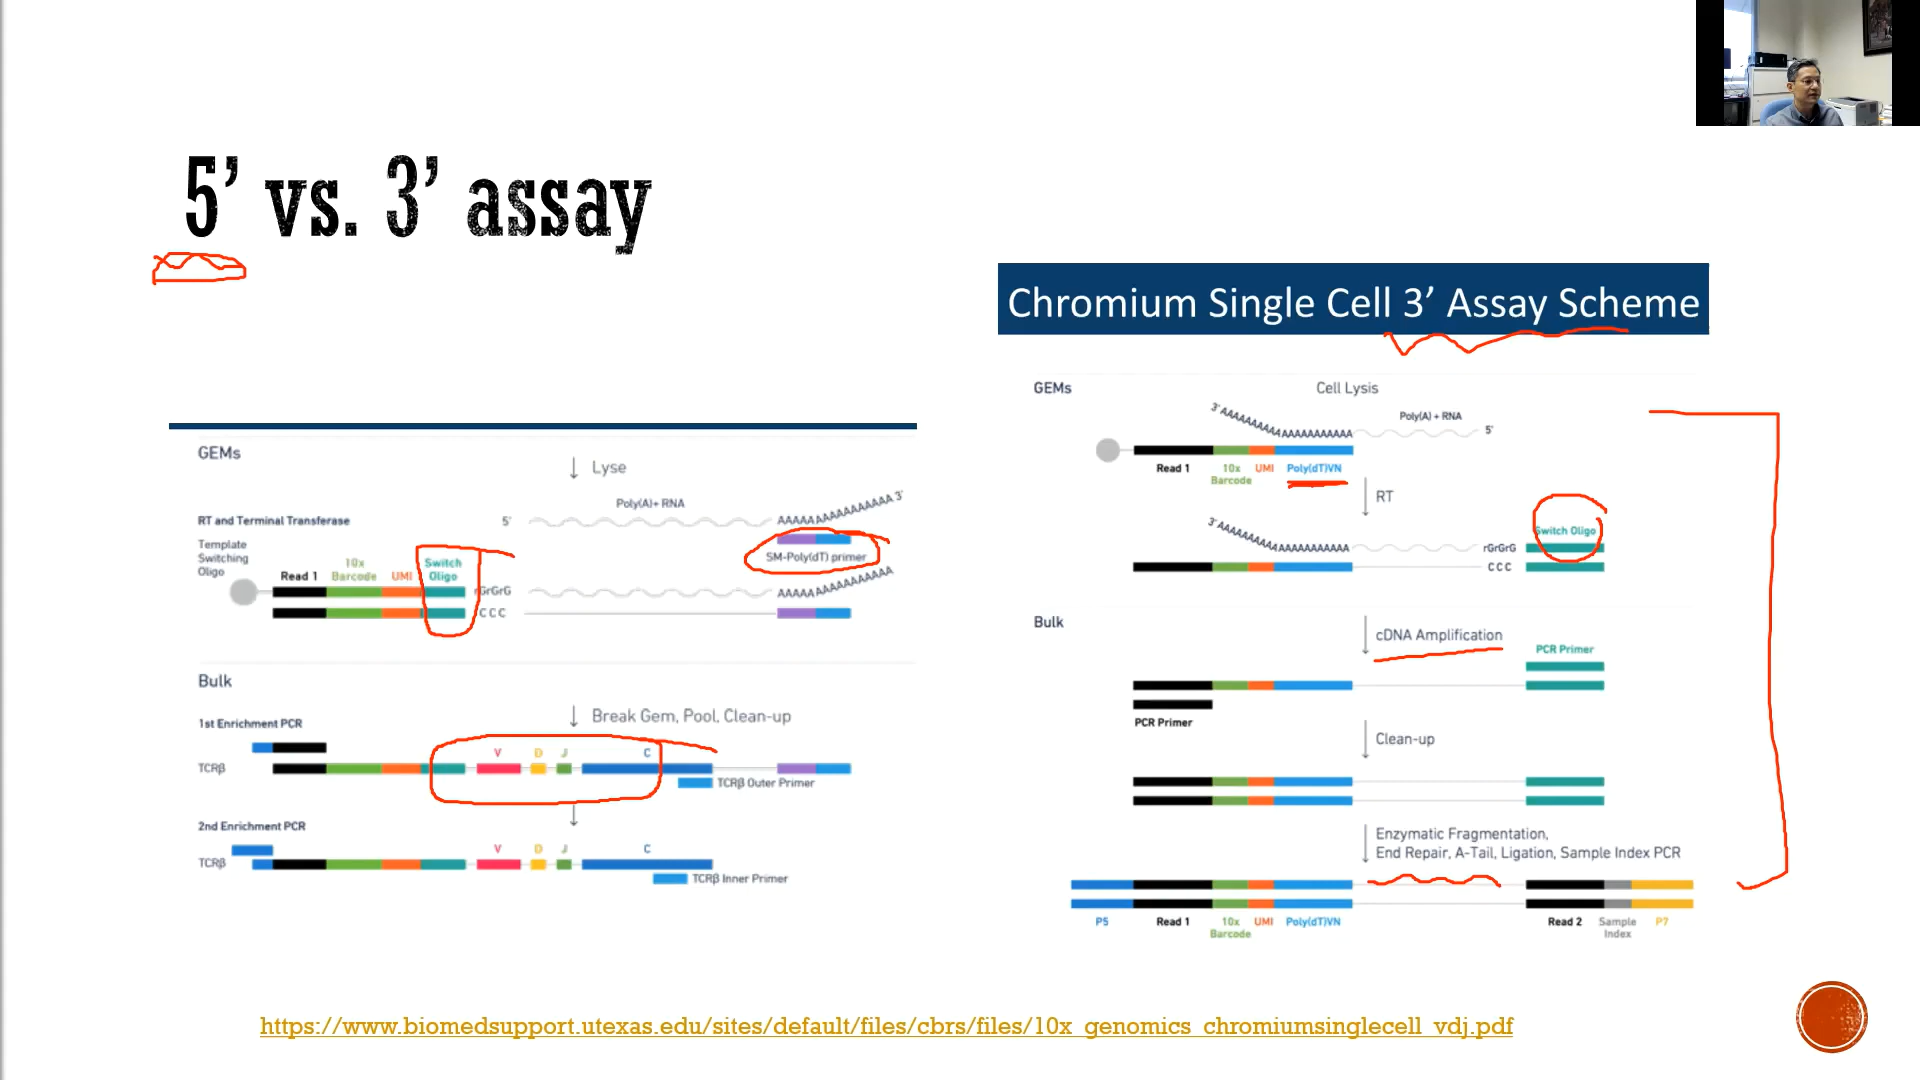 5’ vs. 3’ assay
GEMs
Lyse
Poly(A)+ RNA
AAAAAAAAAAAAAAAAA 3'
RT and Terminal Transferase
5'
SM-Poly(dT) primer
Template
Switching
Oligo
Read 1
10x
Barcode
UMI
Switch
Oligo
rGrGrG
CCC
Bulk
Break Gem, Pool, Clean-up
1st Enrichment PCR
V D J C
TCRβ
TCRβ Outer Primer
2nd Enrichment PCR
V D J C
TCRβ
TCRβ Inner Primer
Chromium Single Cell 3’ Assay Scheme
GEMs
Cell Lysis
Poly(A) + RNA
5'
Read 1
10x
Barcode
UMI
Poly(dT)VN
RT
Switch Oligo
rGrGrG
CCC
Bulk
cDNA Amplification
PCR Primer
PCR Primer
Clean-up
Enzymatic Fragmentation,
End Repair, A-Tail, Ligation, Sample Index PCR
P5
Read 1
10x
Barcode
UMI
Poly(dT)VN
Read 2
Sample
Index
P7
https://www.biomedsupport.utexas.edu/sites/default/files/cbrs/files/10x_genomics_chromiumsinglecell_vdj.pdf